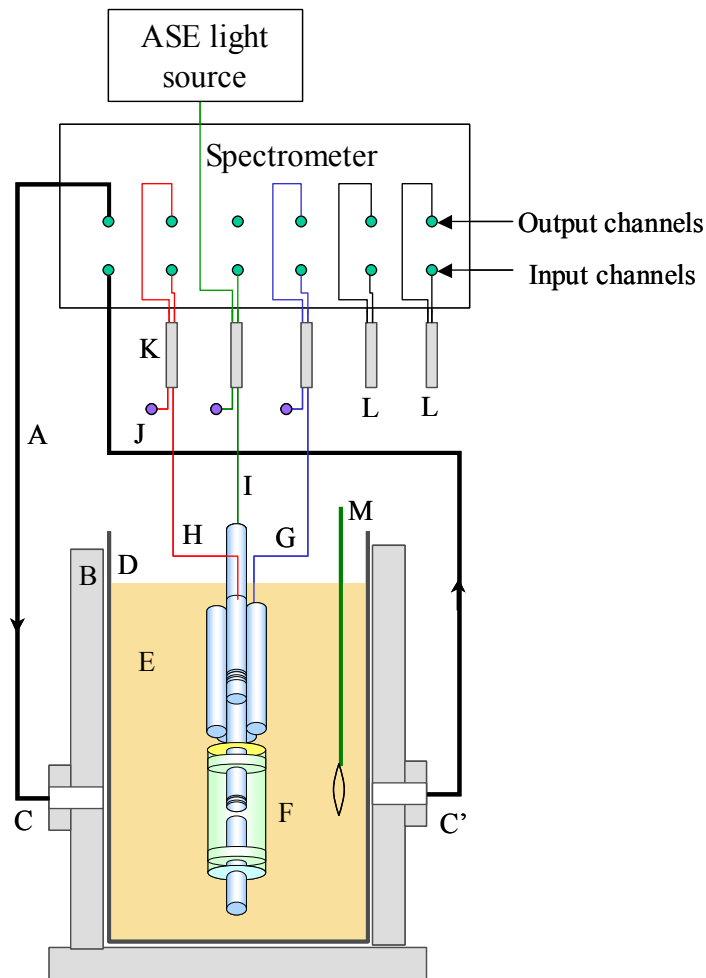 ASE light
source
Spectrometer
Output channels
Input channels
K
L
L
J
A
I
M
H
G
B
D
E
F
C
C’